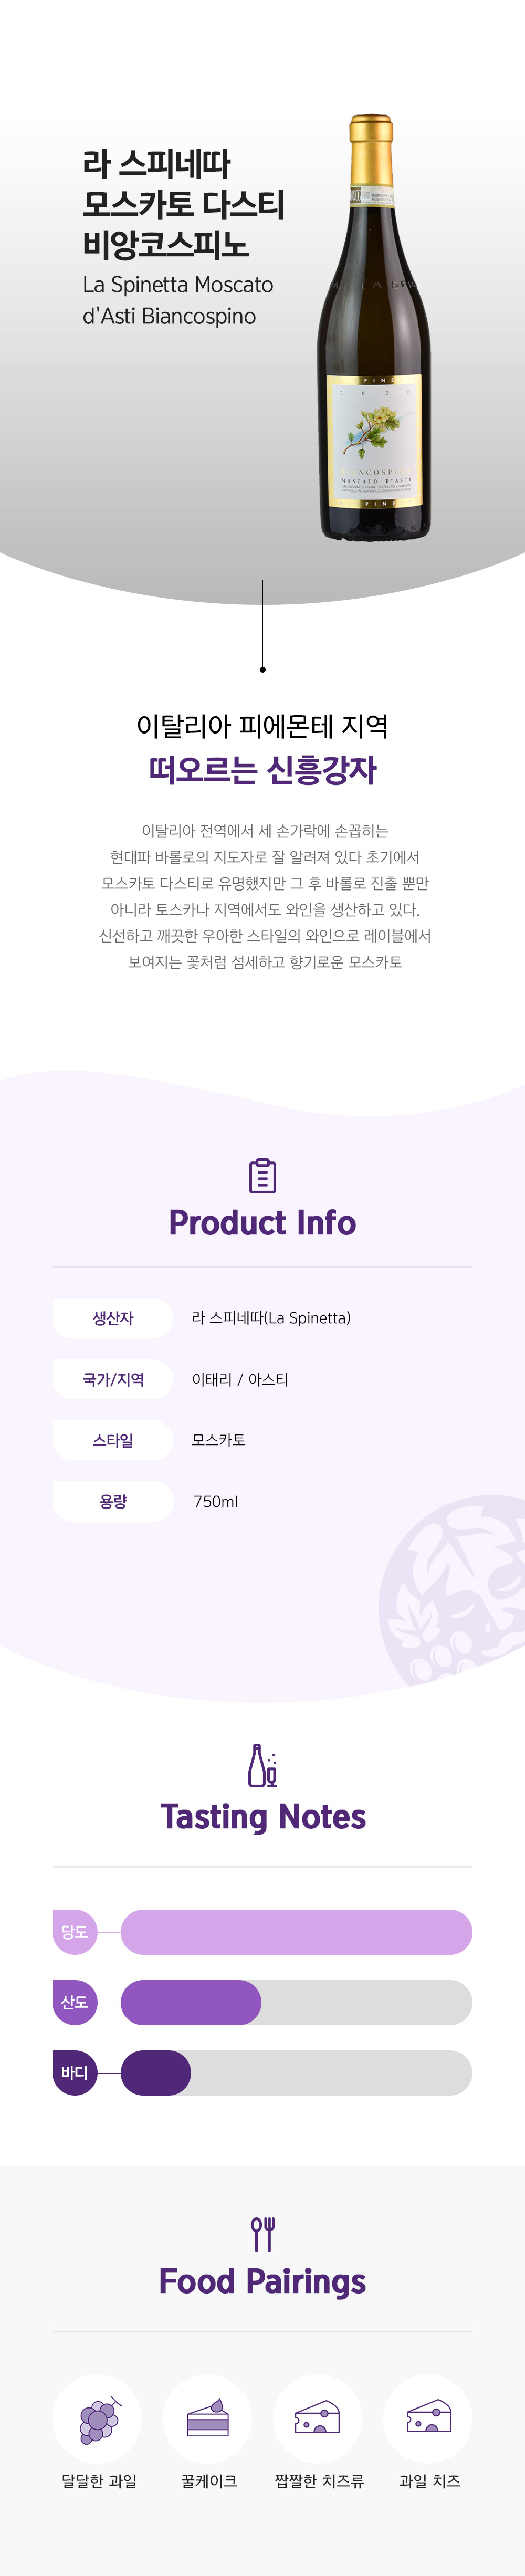 라 스피네따
모스카토 다스티
비앙코스피노
La Spinetta Moscato
d'Asti Biancospino
LA SPIN
SPINE
2 0 2 0
NCOSPI
MOSCATO D'ASTI
SPINE
이탈리아 피에몬테 지역
떠오르는 신흥강자
이탈리아 전역에서 세 손가락에 손꼽히는
현대파 바롤로의 지도자로 잘 알려져 있다 초기에서
모스카토 다스티로 유명했지만 그 후 바롤로 진출 뿐만
아니라 토스카나 지역에서도 와인을 생산하고 있다.
신선하고 깨끗한 우아한 스타일의 와인으로 레이블에서
보여지는 꽃처럼 섬세하고 향기로운 모스카토
Product Info
생산자 라 스피네따(La Spinetta)
국가/지역 이태리 / 아스티
스타일 모스카토
용량 750ml
Tasting Notes
당도
산도
바디
Food Pairings
달달한 과일 꿀케이크 짭짤한 치즈류 과일 치즈